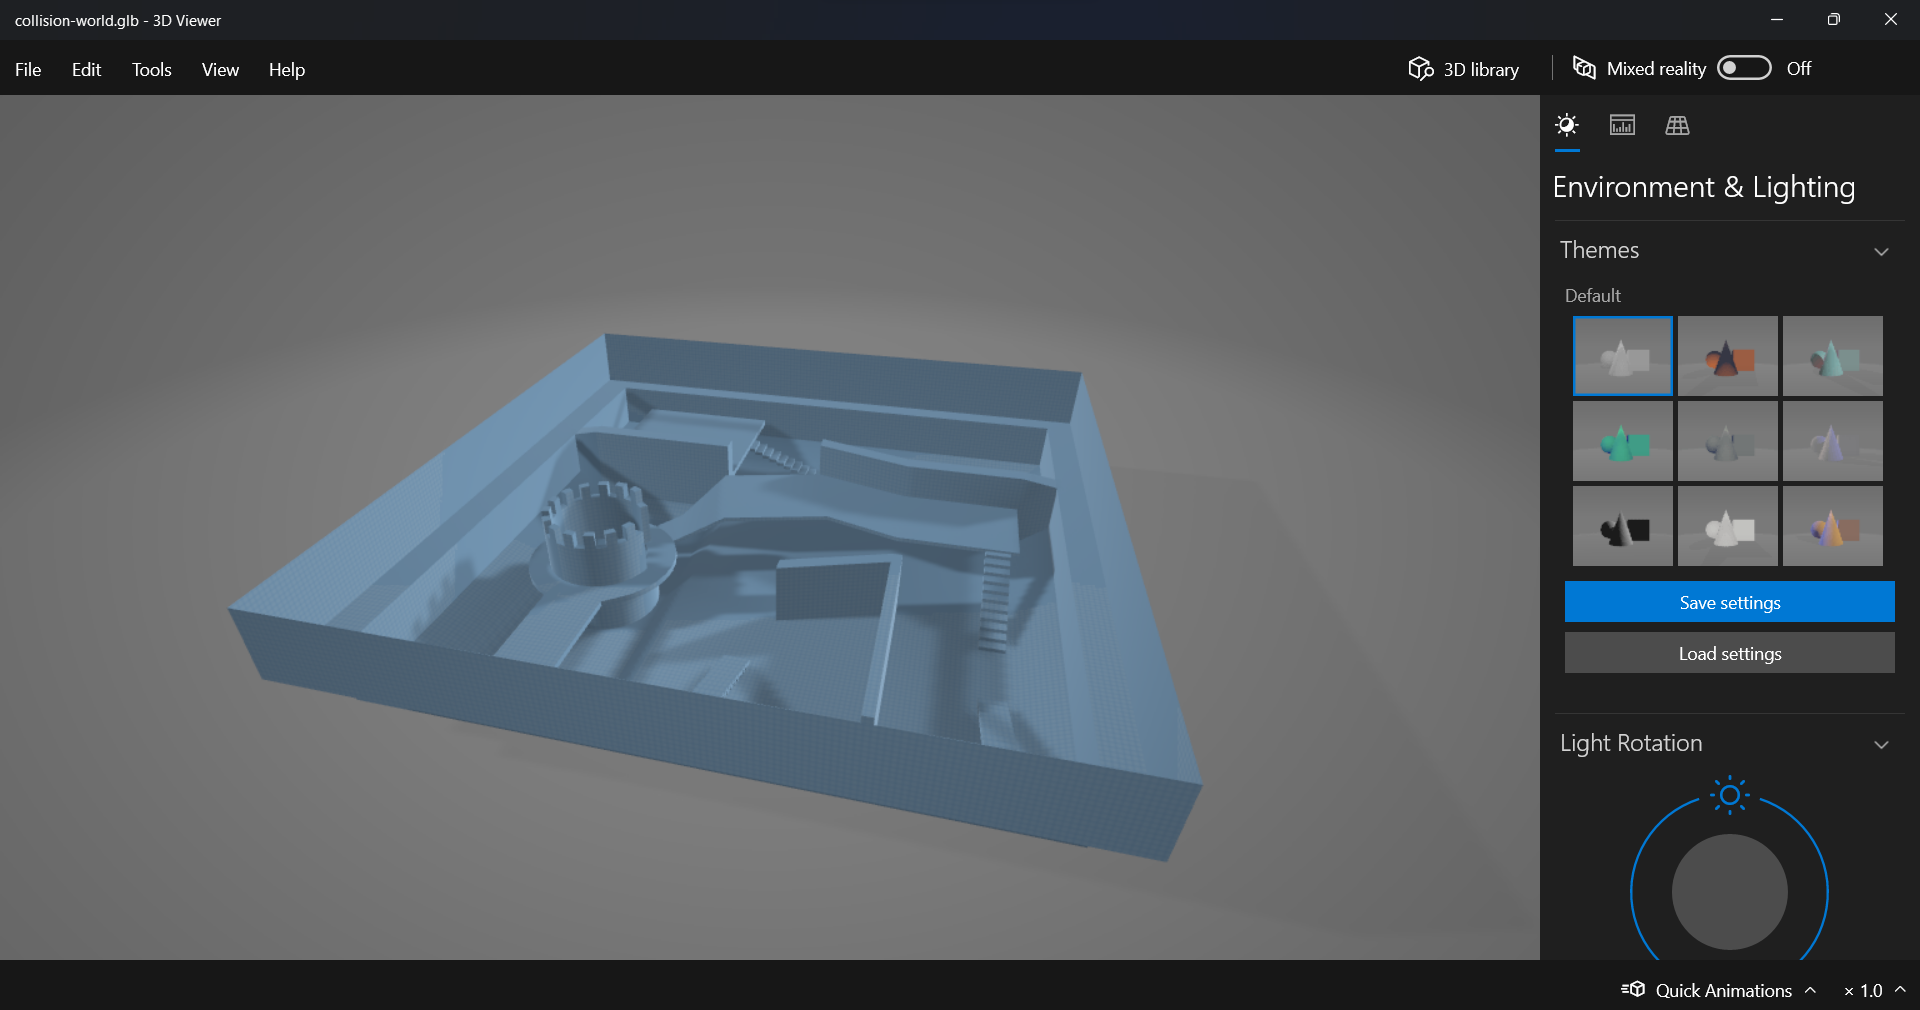 collision-world.glb - 3D Viewer
File Edit Tools View Help
3D library
Mixed reality Off
Environment & Lighting
Themes
Default
Save settings
Load settings
Light Rotation
Quick Animations × 1.0